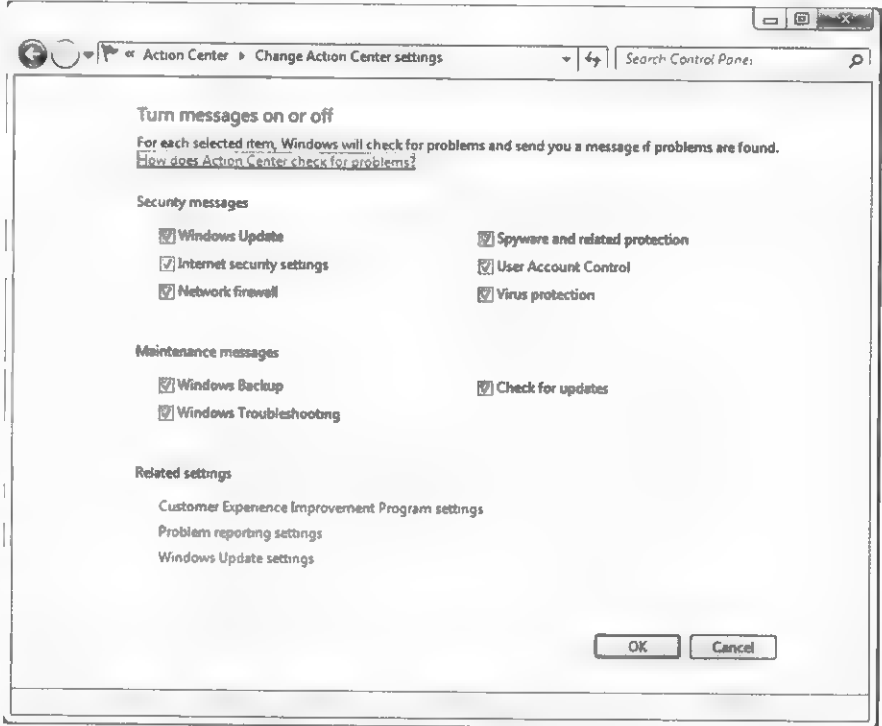 « Action Center ▸ Change Action Center settings
Search Control Panel
Turn messages on or off
For each selected item, Windows will check for problems and send you a message if problems are found.
How does Action Center check for problems?
Security messages
Windows Update
Spyware and related protection
Internet security settings
User Account Control
Network firewall
Virus protection
Maintenance messages
Windows Backup
Check for updates
Windows Troubleshooting
Related settings
Customer Experience Improvement Program settings
Problem reporting settings
Windows Update settings
OK
Cancel